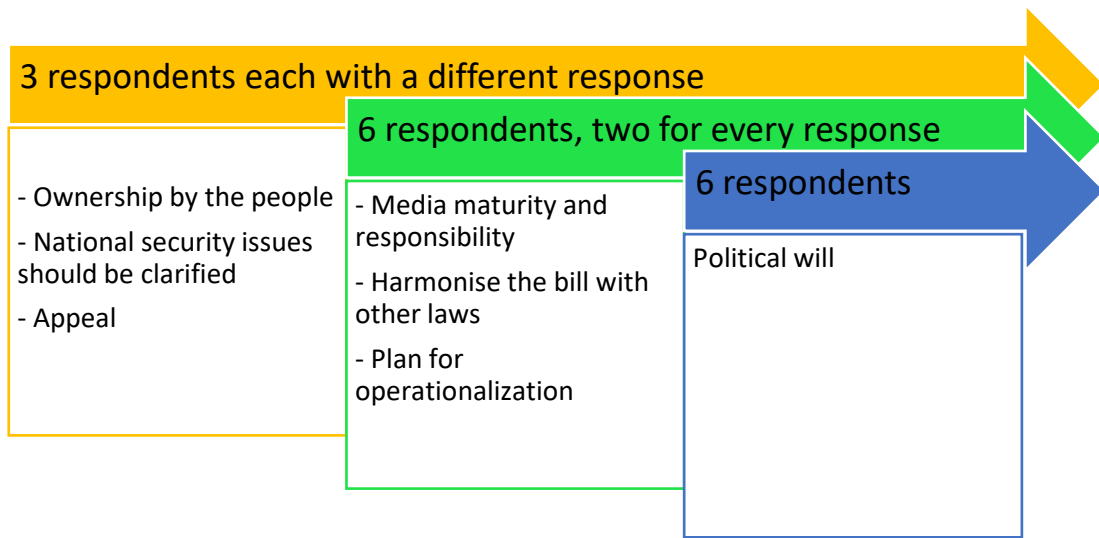 3 respondents each with a different response
- Ownership by the people
- National security issues
should be clarified
- Appeal
6 respondents, two for every response
- Media maturity and
responsibility
- Harmonise the bill with
other laws
- Plan for
operationalization
6 respondents
Political will